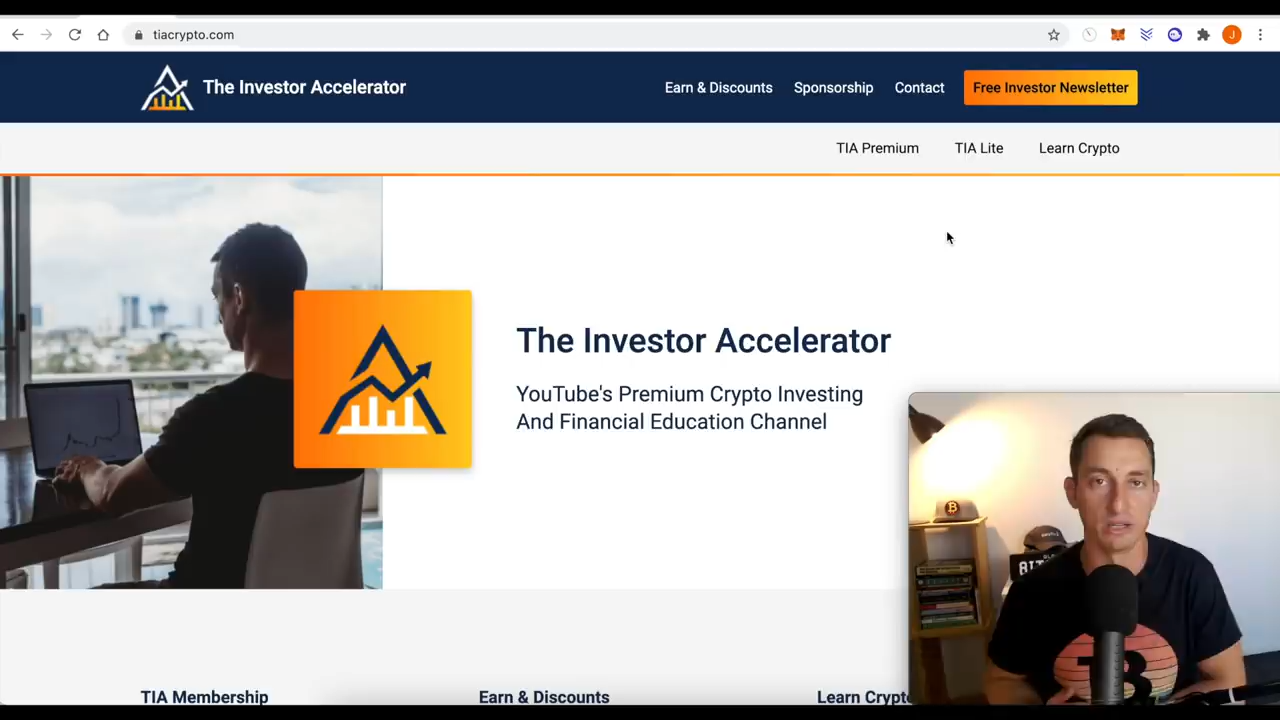 tiacrypto.com
J
The Investor Accelerator
Earn & Discounts
Sponsorship
Contact
Free Investor Newsletter
TIA Premium
TIA Lite
Learn Crypto
The Investor Accelerator
YouTube's Premium Crypto Investing
And Financial Education Channel
TIA Membership
Earn & Discounts
Learn Crypto